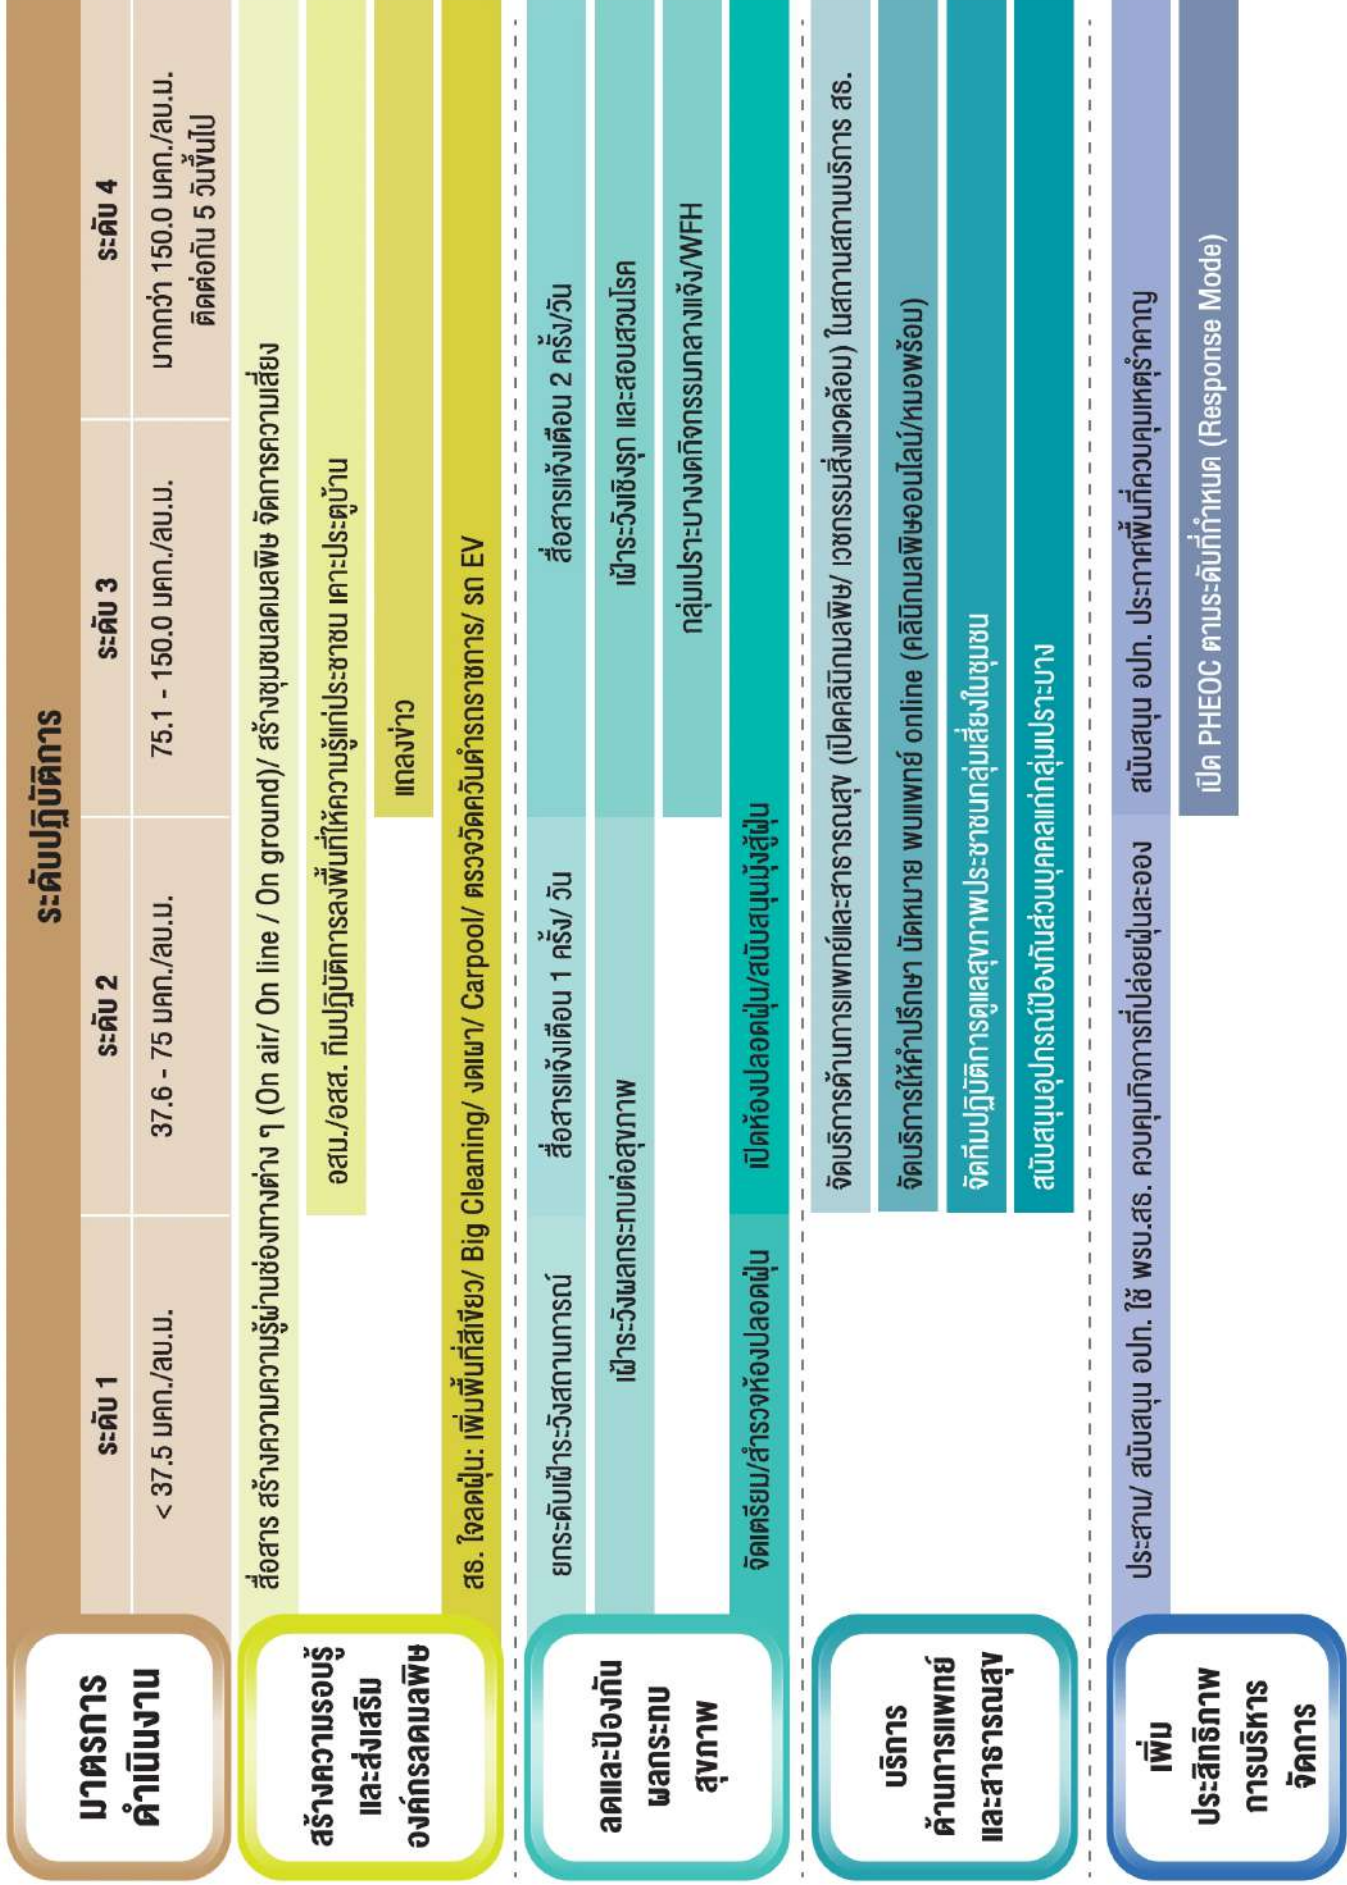 มาตรการ
ดำเนินงาน
ระดับปฏิบัติการ
ระดับ 1
ระดับ 2
ระดับ 3
ระดับ 4
< 37.5 มคก./ลบ.ม.
37.6 - 75 มคก./ลบ.ม.
75.1 - 150.0 มคก./ลบ.ม.
มากกว่า 150.0 มคก./ลบ.ม.
ติดต่อกัน 5 วันขึ้นไป
สร้างความรอบรู้
และส่งเสริม
องค์กรลดมลพิษ
สื่อสาร สร้างความความรู้ผ่านช่องทางต่าง ๆ (On air/ On line / On ground)/ สร้างชุมชนลดมลพิษ จัดการความเสี่ยง
อสม./อสส. ทีมปฏิบัติการลงพื้นที่ให้ความรู้แก่ประชาชน เคาะประตูบ้าน
แถลงข่าว
สธ. ใจลดฝุ่น: เพิ่มพื้นที่สีเขียว/ Big Cleaning/ งดเผา/ Carpool/ ตรวจวัดควันดำรถราชการ/ รถ EV
ลดและป้องกัน
ผลกระทบ
สุขภาพ
ยกระดับเฝ้าระวังสถานการณ์
สื่อสารแจ้งเตือน 1 ครั้ง/ วัน
สื่อสารแจ้งเตือน 2 ครั้ง/วัน
เฝ้าระวังผลกระทบต่อสุขภาพ
เฝ้าระวังเชิงรุก และสอบสวนโรค
กลุ่มเปราะบางงดกิจกรรมกลางแจ้ง/WFH
จัดเตรียม/สำรวจห้องปลอดฝุ่น
เปิดห้องปลอดฝุ่น/สนับสนุนมุ้งสู้ฝุ่น
บริการ
ด้านการแพทย์
และสาธารณสุข
จัดบริการด้านการแพทย์และสาธารณสุข (เปิดคลินิกมลพิษ/ เวชกรรมสิ่งแวดล้อม) ในสถานสถานบริการ สธ.
จัดบริการให้คำปรึกษา นัดหมาย พบแพทย์ online (คลินิกมลพิษออนไลน์/หมอพร้อม)
จัดทีมปฏิบัติการดูแลสุขภาพประชาชนกลุ่มเสี่ยงในชุมชน
สนับสนุนอุปกรณ์ป้องกันส่วนบุคคลแก่กลุ่มเปราะบาง
เพิ่ม
ประสิทธิภาพ
การบริหาร
จัดการ
ประสาน/ สนับสนุน อปท. ใช้ พรบ.สธ. ควบคุมกิจการที่ปล่อยฝุ่นละออง
สนับสนุน อปท. ประกาศพื้นที่ควบคุมเหตุรำคาญ
เปิด PHEOC ตามระดับที่กำหนด (Response Mode)